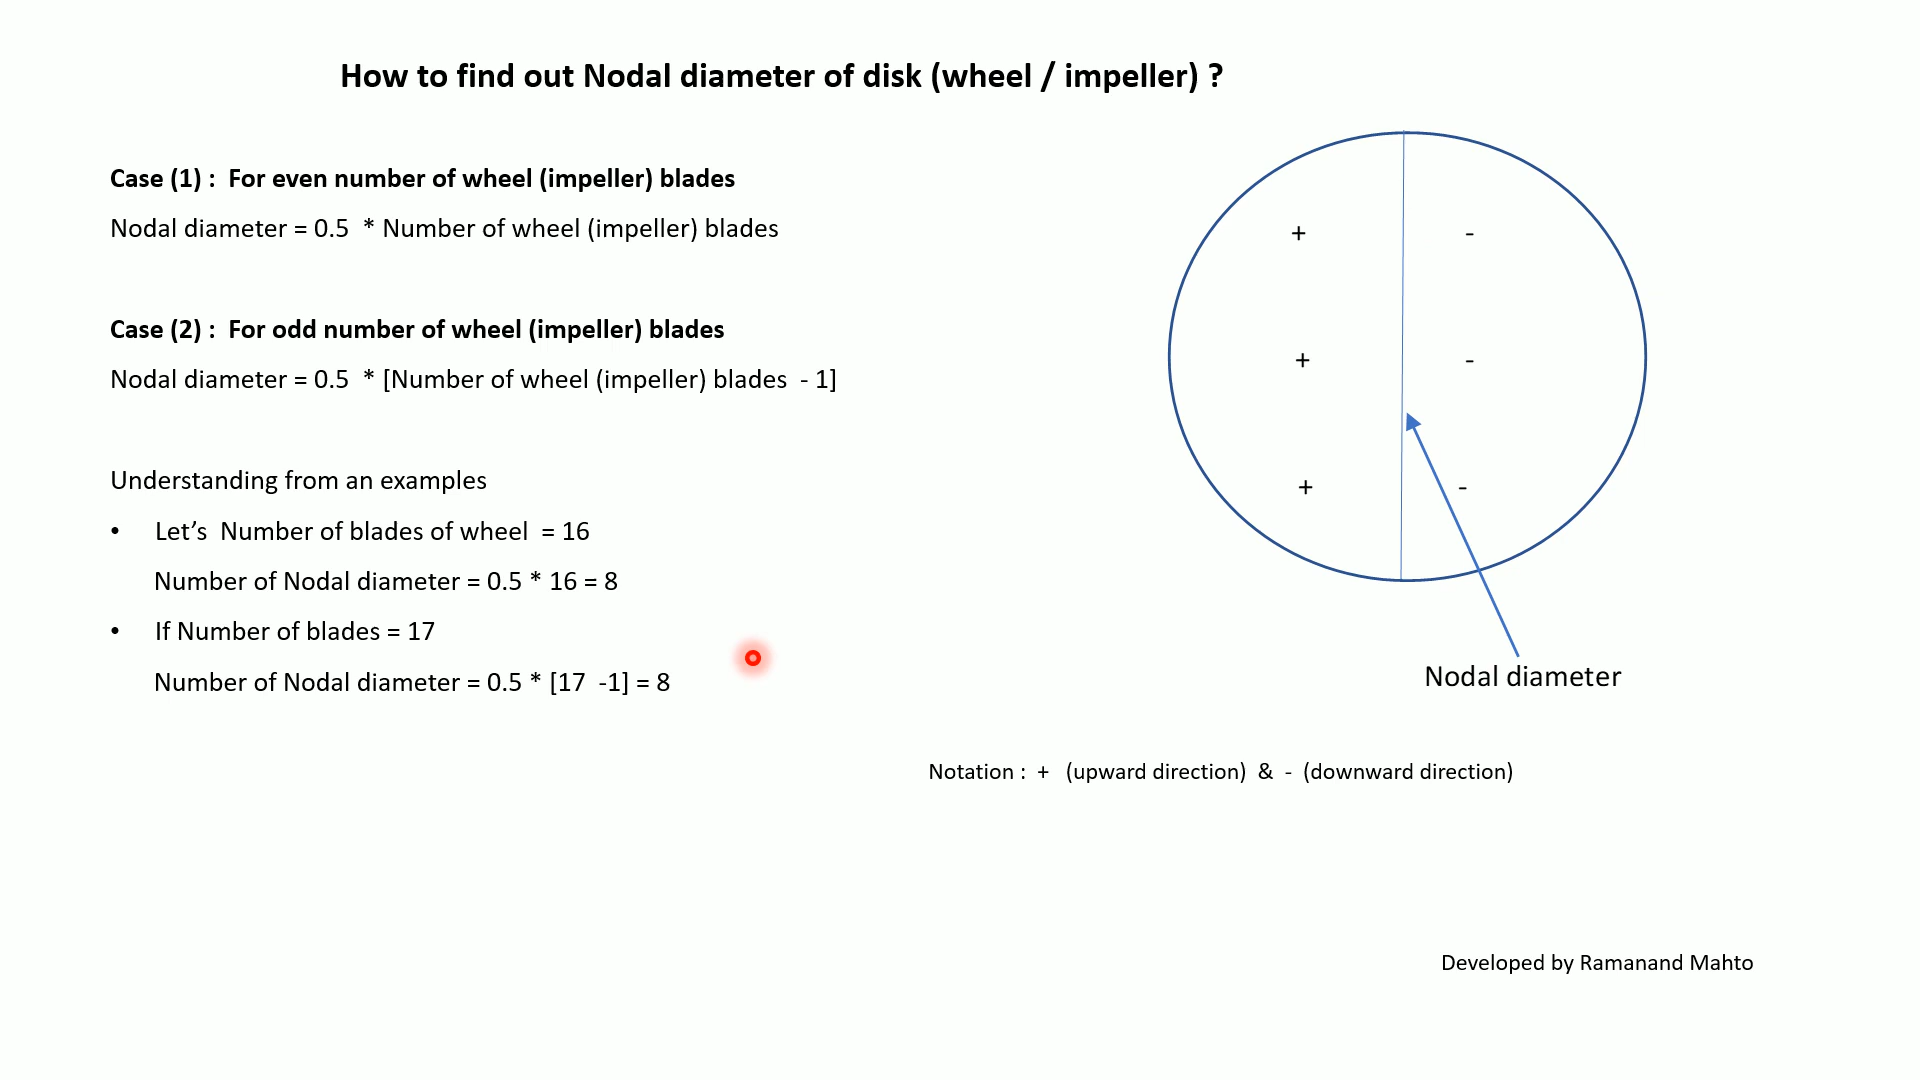 How to find out Nodal diameter of disk (wheel / impeller) ?
Case (1) : For even number of wheel (impeller) blades
Nodal diameter = 0.5 * Number of wheel (impeller) blades
Case (2) : For odd number of wheel (impeller) blades
Nodal diameter = 0.5 * [Number of wheel (impeller) blades - 1]
Understanding from an examples
• Let’s Number of blades of wheel = 16
Number of Nodal diameter = 0.5 * 16 = 8
• If Number of blades = 17
Number of Nodal diameter = 0.5 * [17 -1] = 8
+ -
+ -
+ -
Nodal diameter
Notation : + (upward direction) & - (downward direction)
Developed by Ramanand Mahto